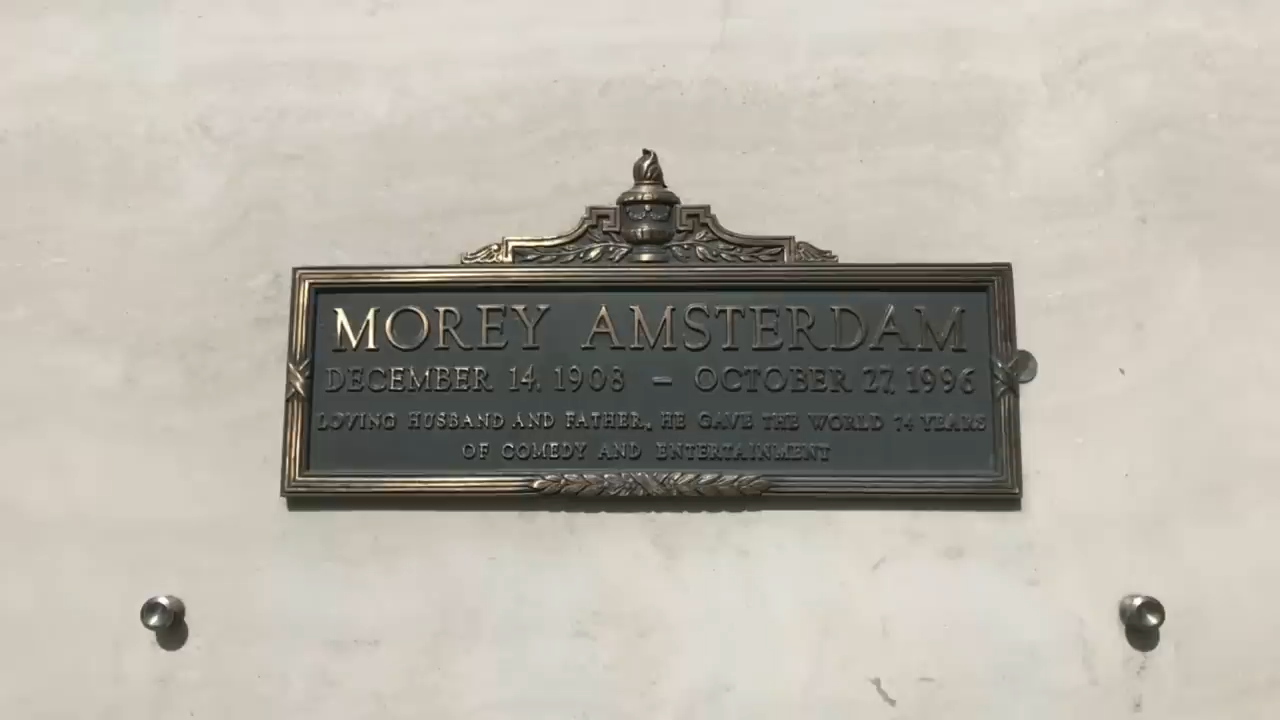 MOREY AMSTERDAM
DECEMBER 14, 1908 – OCTOBER 27, 1996
LOVING HUSBAND AND FATHER, HE GAVE THE WORLD 74 YEARS
OF COMEDY AND ENTERTAINMENT